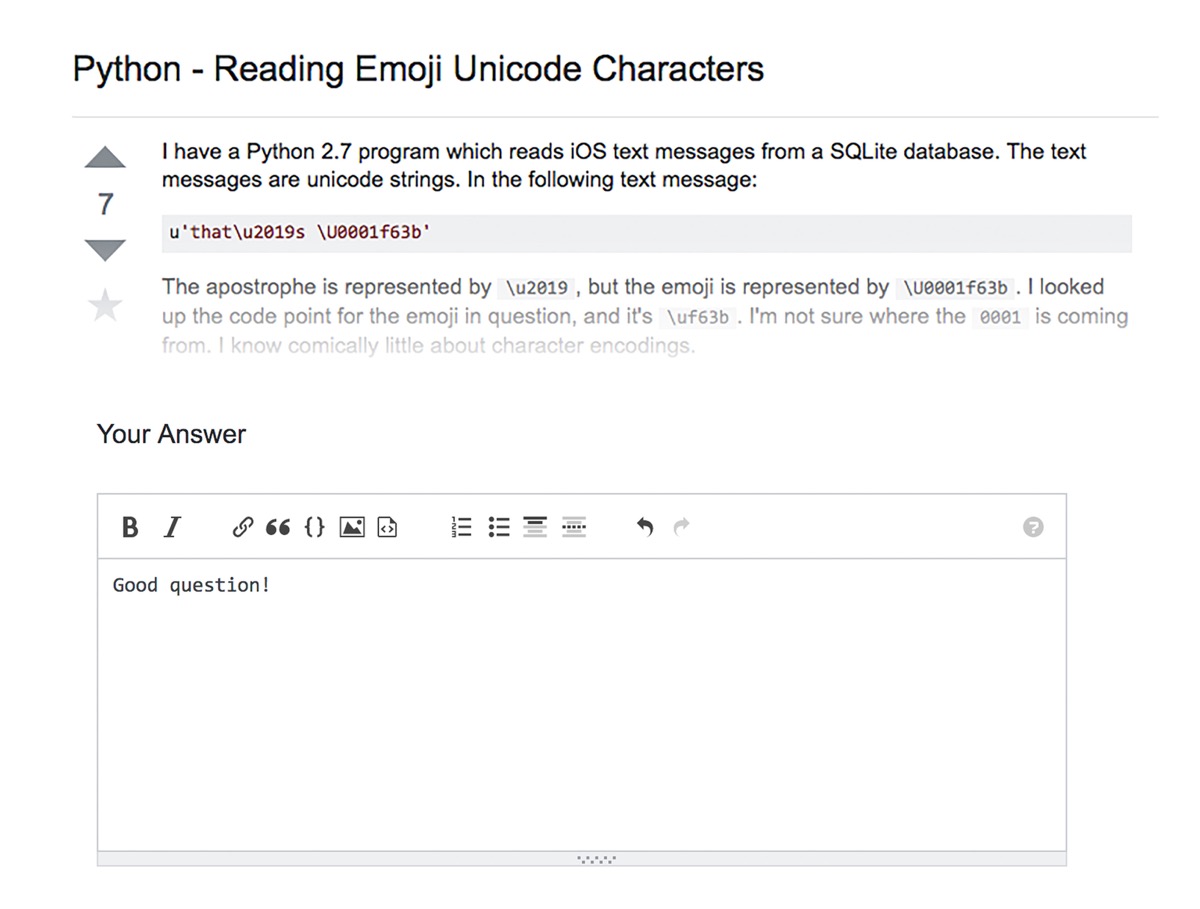 Python - Reading Emoji Unicode Characters
I have a Python 2.7 program which reads iOS text messages from a SQLite database. The text
messages are unicode strings. In the following text message:
7
u'that\u2019s \U0001f63b'
The apostrophe is represented by \u2019, but the emoji is represented by \U0001f63b. I looked
up the code point for the emoji in question, and it's \uf63b. I'm not sure where the 0001 is coming
from. I know comically little about character encodings.
Your Answer
B I {} ?
Good question!